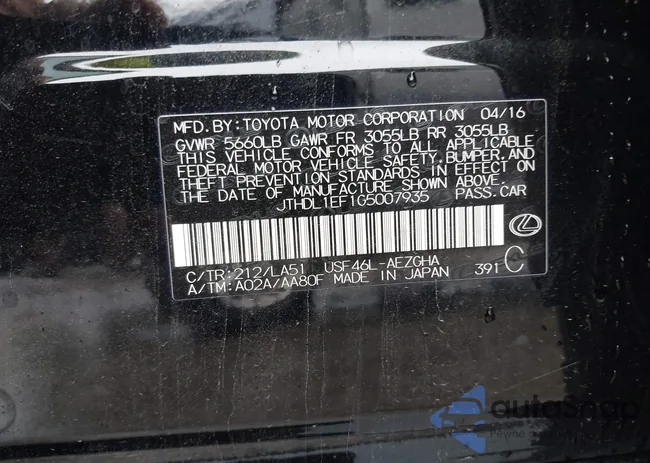 MFD.BY:TOYOTA MOTOR CORPORATION 04/16
GVWR 5660LB GAWR FR 3055LB RR 3055LB
THIS VEHICLE CONFORMS TO ALL APPLICABLE
FEDERAL MOTOR VEHICLE SAFETY,BUMPER,AND
THEFT PREVENTION STANDARDS IN EFFECT ON
THE DATE OF MANUFACTURE SHOWN ABOVE.
JTHDL1EF1G5007935 PASS.CAR
C/TR:212/LA51 USF46L-AEZGHA
A/TM:A02A/AA80F MADE IN JAPAN 391 C
autoSnap
Pewne